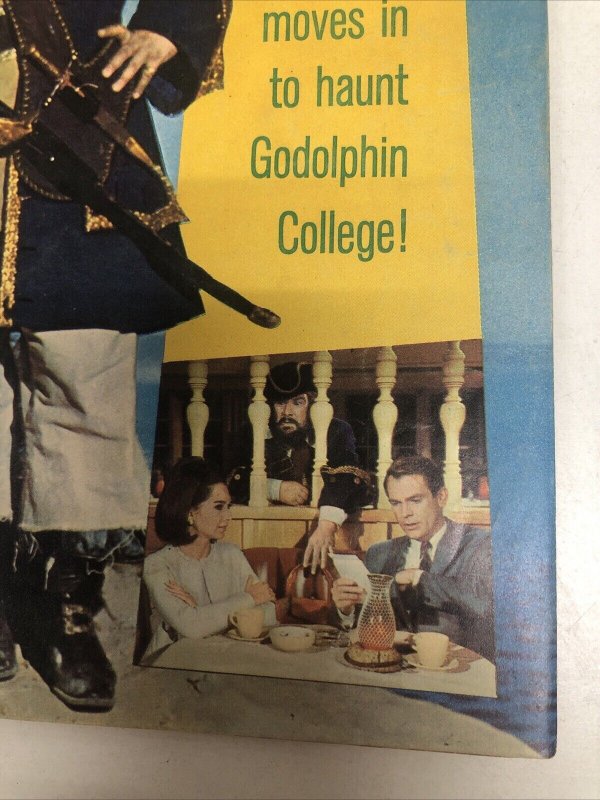 moves in
to haunt
Godolphin
College!